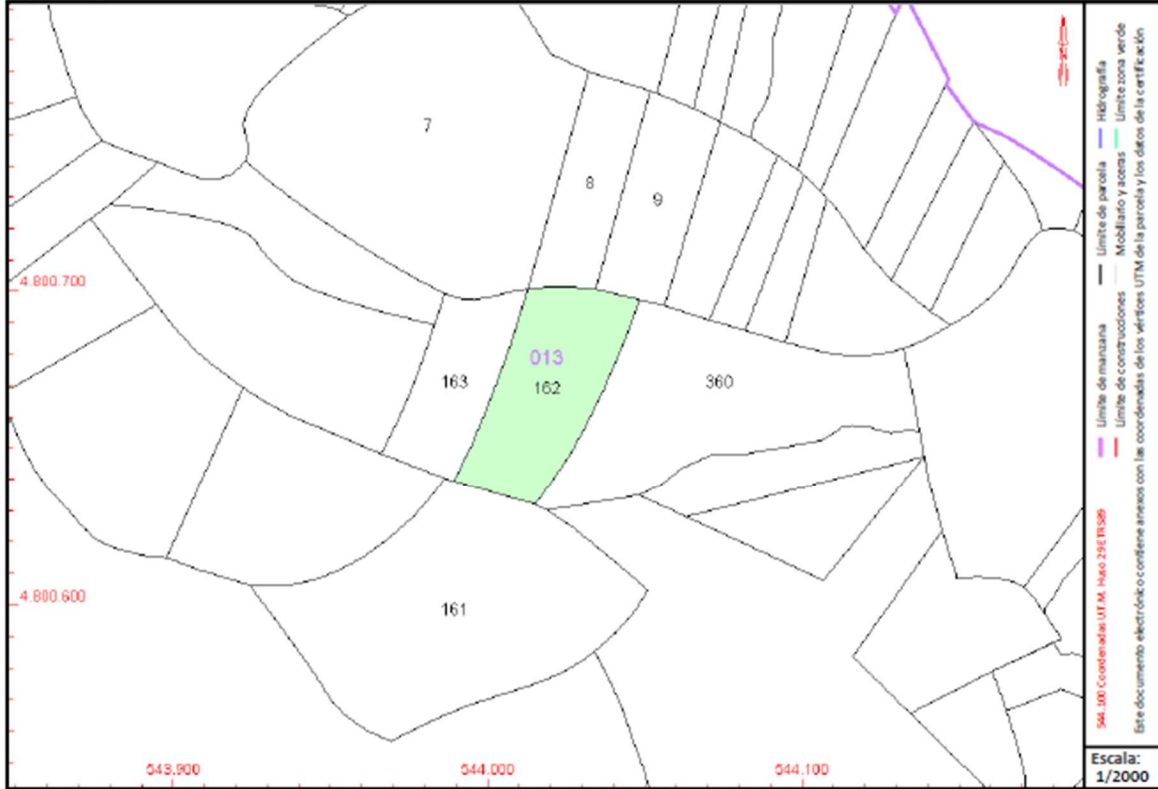 7
8
9
4.800.700
013
163
162
360
4.800.600
161
543.900
544.000
544.100
544.100 Coordenadas U.T.M. Huso 29 ETRS89
Límite de manzana
Límite de parcela
Hidrografía
Límite de construcciones
Mobiliario y aceras
Límite zona verde
Este documento electrónico contiene anexos con las coordenadas de los vértices UTM de la parcela y los datos de la certificación
Escala:
1/2000